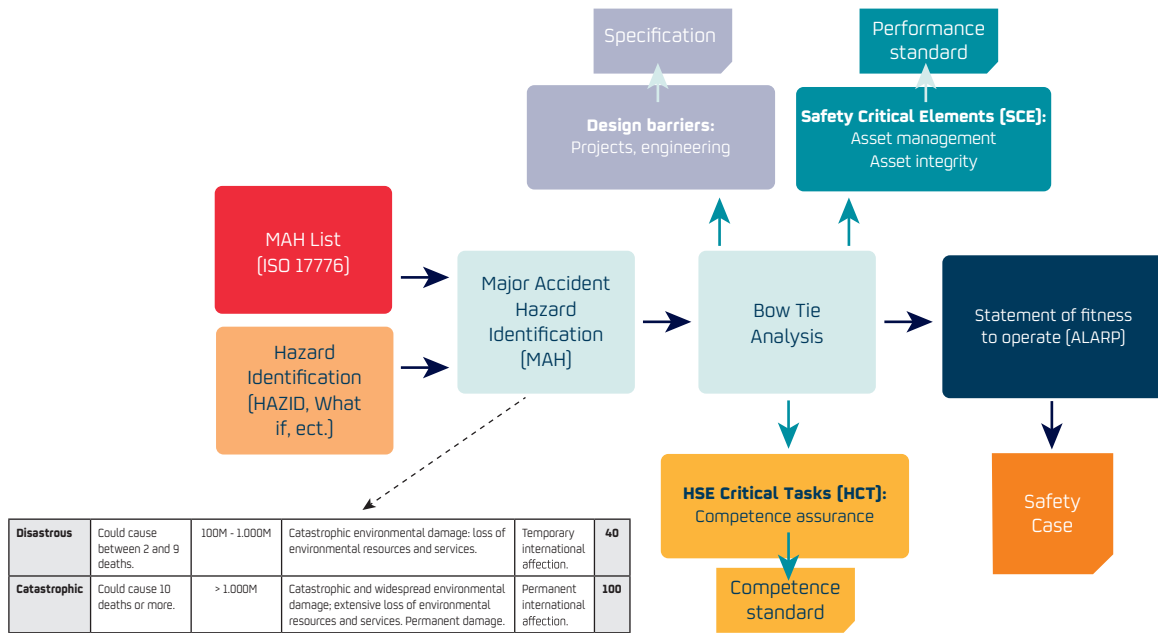 Specification
Performance
standard
Design barriers:
Projects, engineering
Safety Critical Elements (SCE):
Asset management
Asset integrity
MAH List
(ISO 17776)
Hazard
Identification
(HAZID, What
if, ect.)
Major Accident
Hazard
Identification
(MAH)
Bow Tie
Analysis
Statement of fitness
to operate (ALARP)
HSE Critical Tasks (HCT):
Competence assurance
Competence
standard
Safety
Case
Disastrous
Could cause
between 2 and 9
deaths.
100M - 1.000M
Catastrophic environmental damage: loss of
environmental resources and services.
Temporary
international
affection.
40
Catastrophic
Could cause 10
deaths or more.
> 1.000M
Catastrophic and widespread environmental
damage; extensive loss of environmental
resources and services. Permanent damage.
Permanent
international
affection.
100